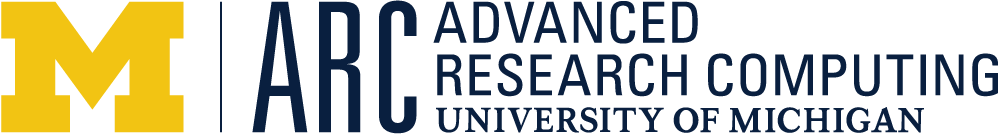 M
ARC
ADVANCED
RESEARCH COMPUTING
UNIVERSITY OF MICHIGAN